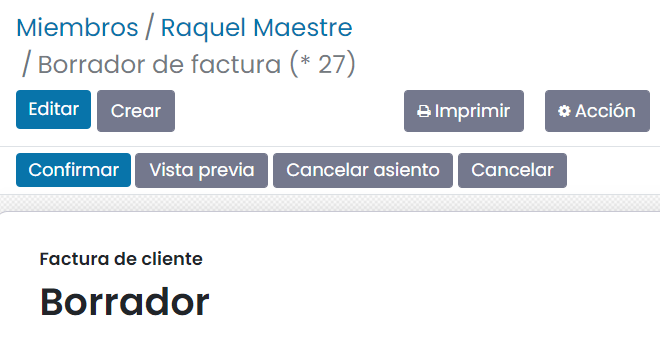 Miembros / Raquel Maestre
/ Borrador de factura (* 27)
Editar Crear Imprimir Acción
Confirmar Vista previa Cancelar asiento Cancelar
Factura de cliente
Borrador